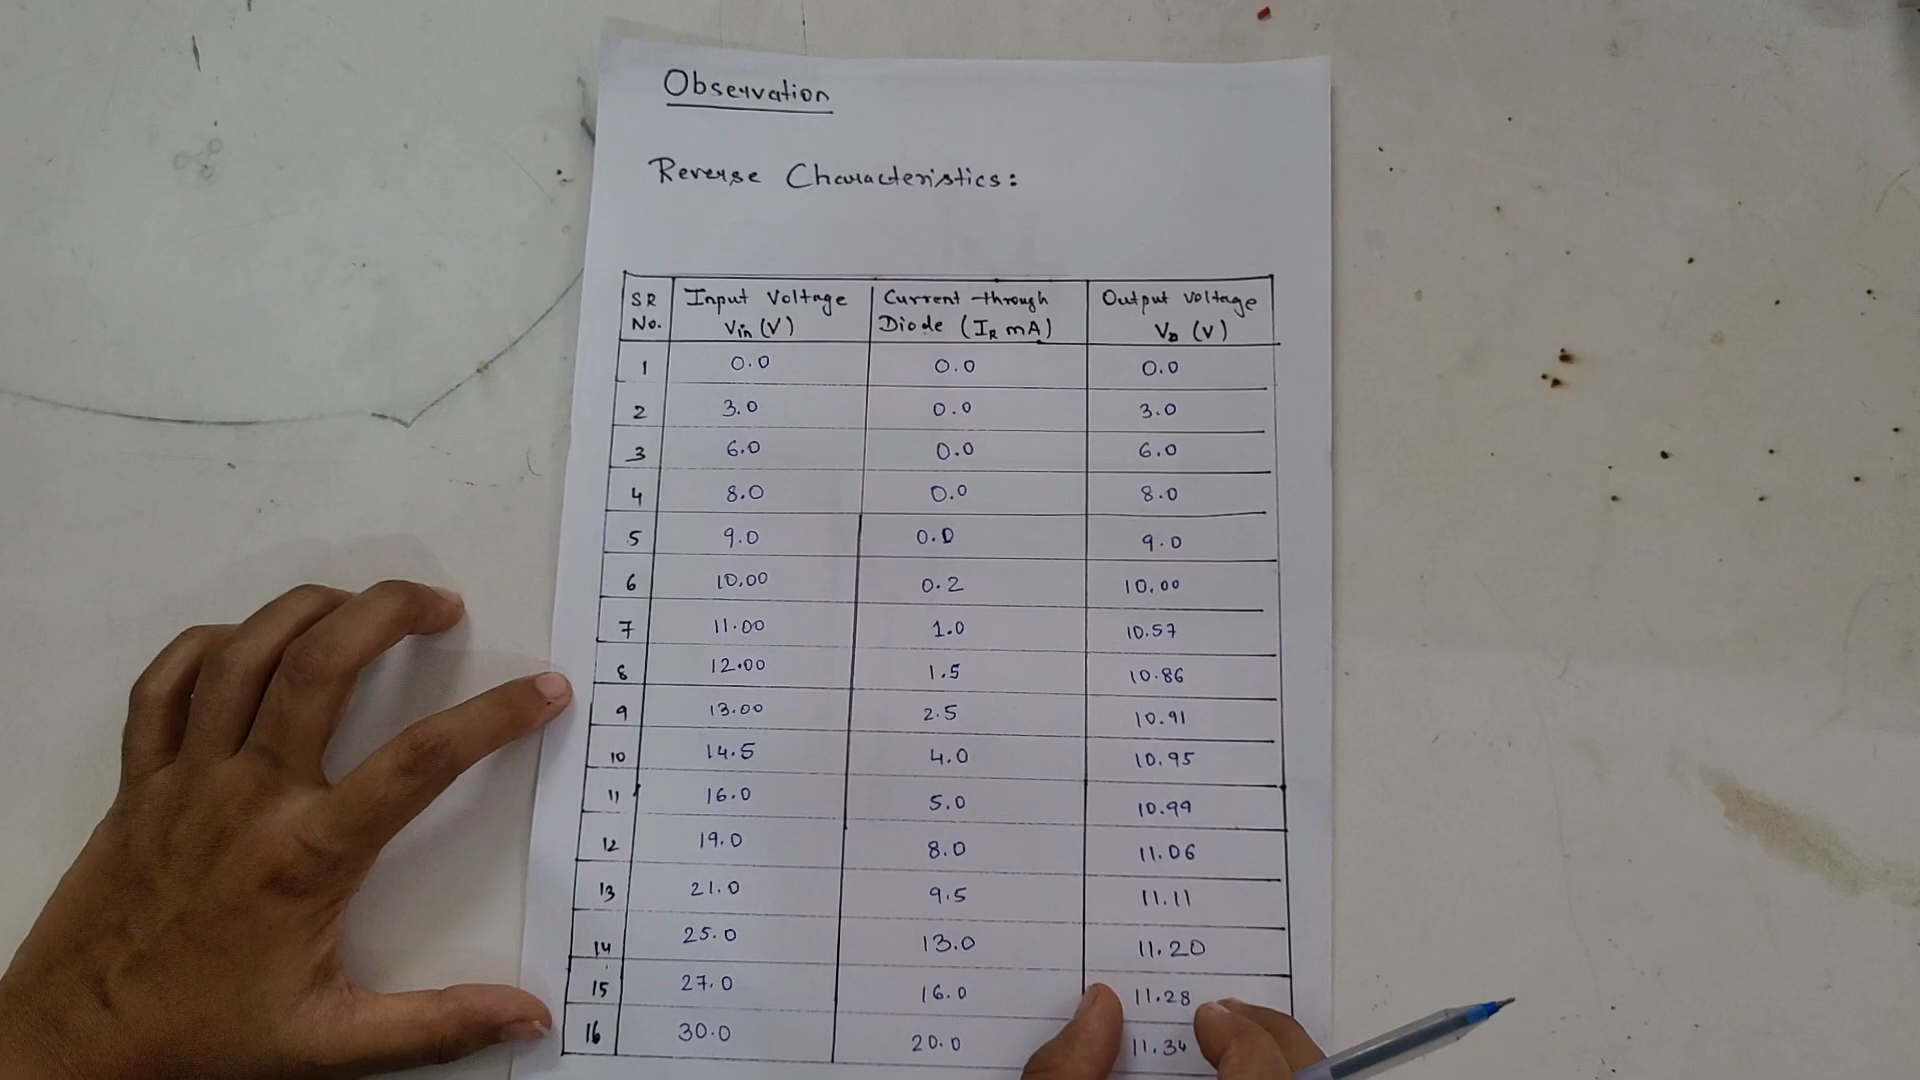 Observation
Reverse Characteristics:
SR No. Input Voltage Vin (V) Current through Diode (IR mA) Output voltage VD (V)
1 0.0 0.0 0.0
2 3.0 0.0 3.0
3 6.0 0.0 6.0
4 8.0 0.0 8.0
5 9.0 0.0 9.0
6 10.00 0.2 10.00
7 11.00 1.0 10.57
8 12.00 1.5 10.86
9 13.00 2.5 10.91
10 14.5 4.0 10.95
11 16.0 5.0 10.99
12 19.0 8.0 11.06
13 21.0 9.5 11.11
14 25.0 13.0 11.20
15 27.0 16.0 11.28
16 30.0 20.0 11.34